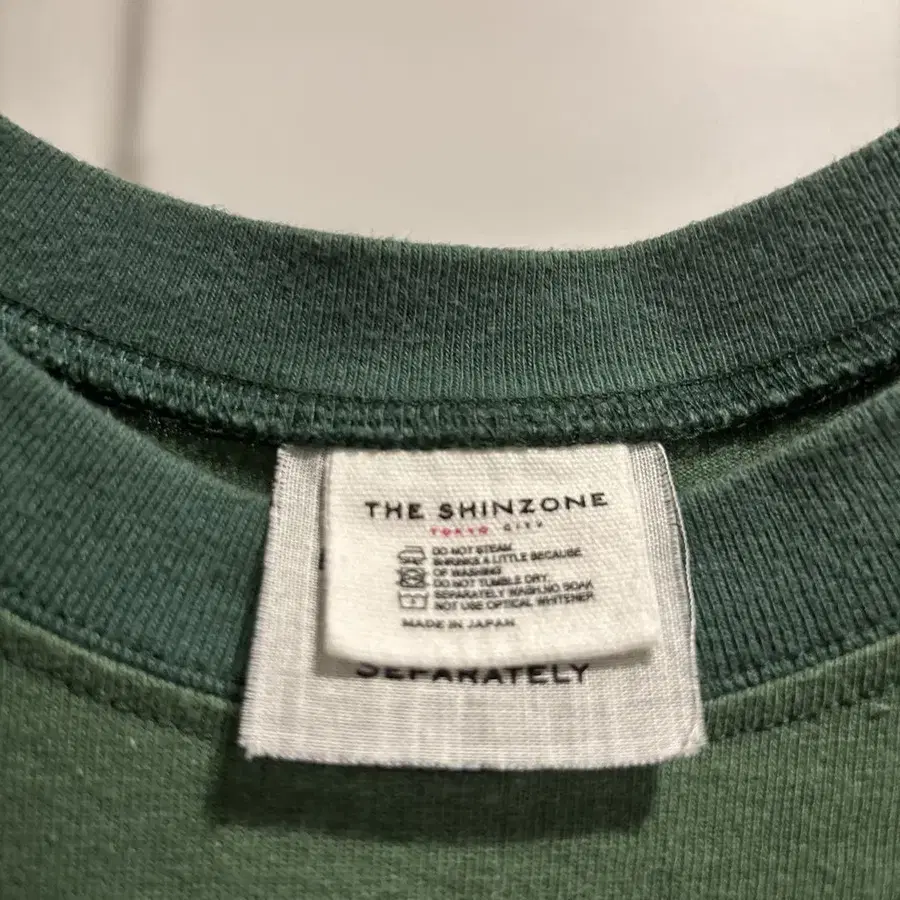 THE SHINZONE
TOKYO CITY
DO NOT STEAM
SHRINKS A LITTLE BECAUSE
OF WASHING
DO NOT TUMBLE DRY.
SEPARATELY WASH.NO SOAK
NOT USE OPTICAL WHITENER
MADE IN JAPAN
SEPARATELY